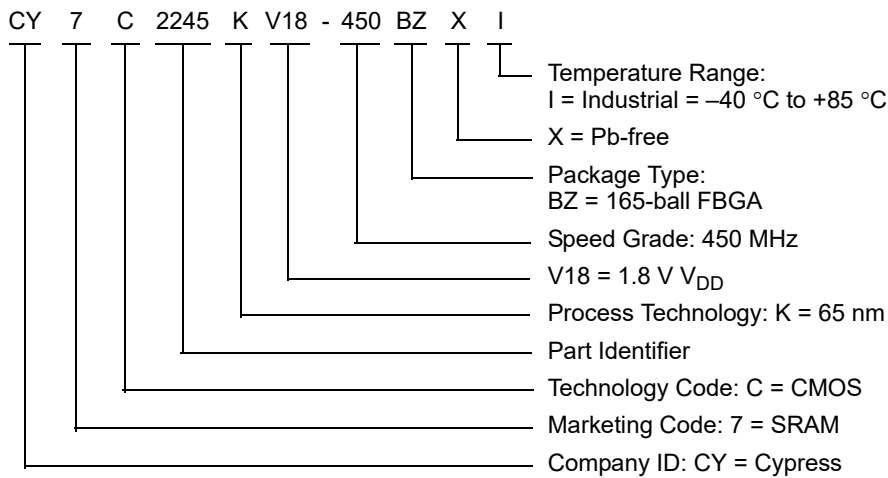 CY 7 C 2245 K V18 - 450 BZ X I
Temperature Range:
I = Industrial = –40 °C to +85 °C
X = Pb-free
Package Type:
BZ = 165-ball FBGA
Speed Grade: 450 MHz
V18 = 1.8 V VDD
Process Technology: K = 65 nm
Part Identifier
Technology Code: C = CMOS
Marketing Code: 7 = SRAM
Company ID: CY = Cypress